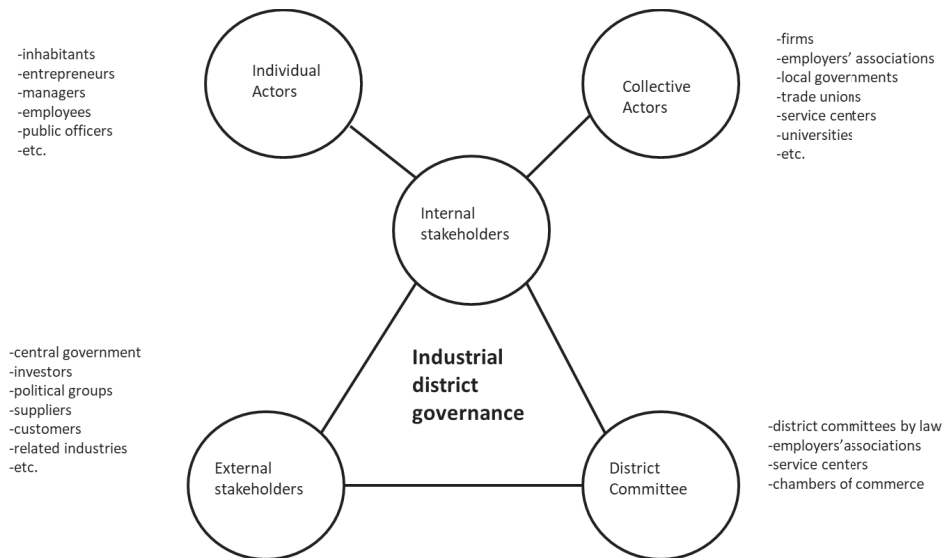 -inhabitants
-entrepreneurs
-managers
-employees
-public officers
-etc.
Individual
Actors
Collective
Actors
-firms
-employers' associations
-local governments
-trade unions
-service centers
-universities
-etc.
Internal
stakeholders
Industrial
district
governance
-central government
-investors
-political groups
-suppliers
-customers
-related industries
-etc.
External
stakeholders
District
Committee
-district committees by law
-employers'associations
-service centers
-chambers of commerce